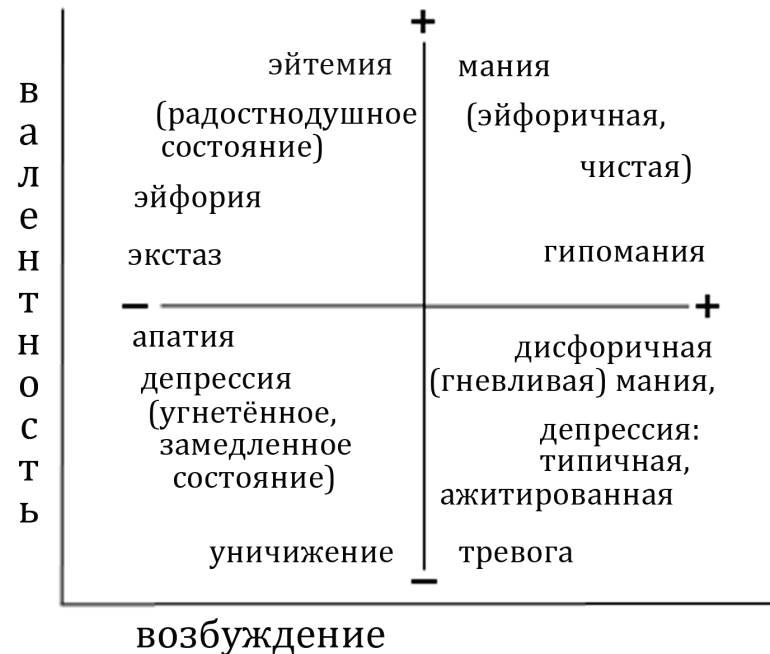 валентность
+
эйтемия
(радостнодушное
состояние)
эйфория
экстаз
мания
(эйфоричная,
чистая)
гипомания
−
+
апатия
депрессия
(угнетённое,
замедленное
состояние)
уничижение
дисфоричная
(гневливая) мания,
депрессия:
типичная,
ажитированная
тревога
−
возбуждение